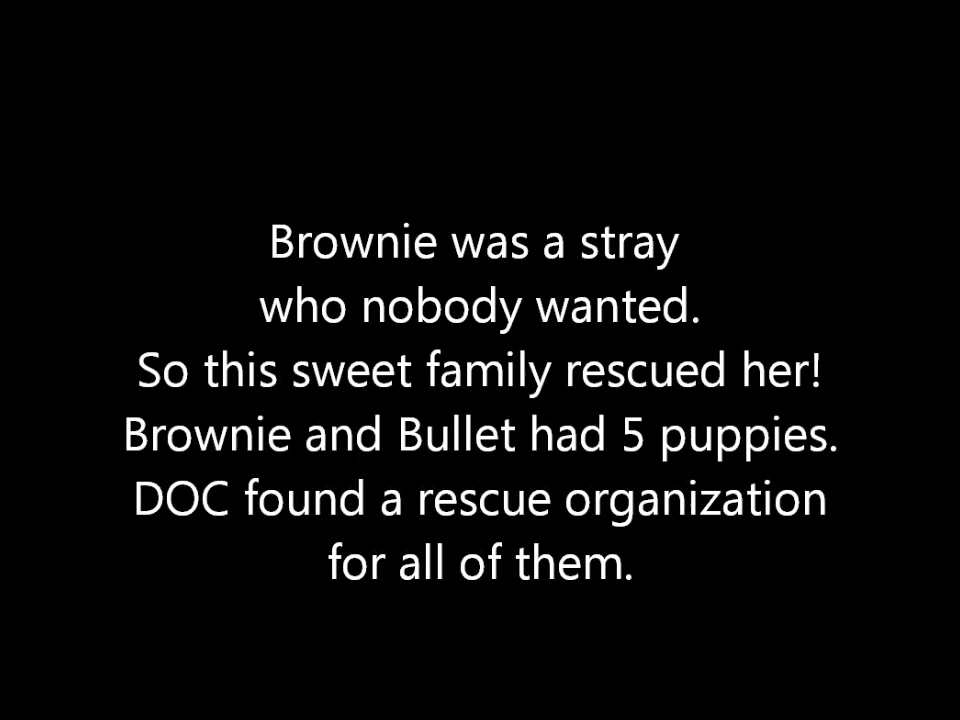 Brownie was a stray
who nobody wanted.
So this sweet family rescued her!
Brownie and Bullet had 5 puppies.
DOC found a rescue organization
for all of them.